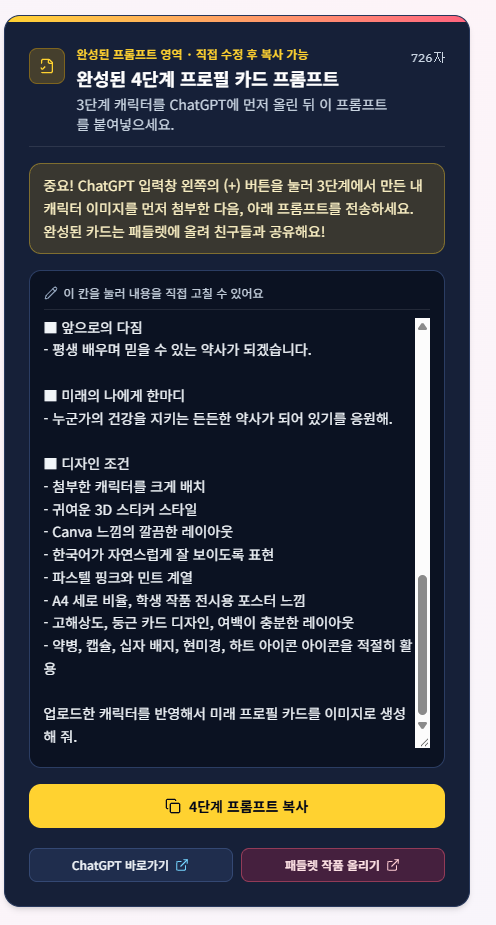 완성된 프롬프트 영역 · 직접 수정 후 복사 가능
726자
완성된 4단계 프로필 카드 프롬프트
3단계 캐릭터를 ChatGPT에 먼저 올린 뒤 이 프롬프트
를 붙여넣으세요.
중요! ChatGPT 입력창 왼쪽의 (+) 버튼을 눌러 3단계에서 만든 내
캐릭터 이미지를 먼저 첨부한 다음, 아래 프롬프트를 전송하세요.
완성된 카드는 패들렛에 올려 친구들과 공유해요!
이 칸을 눌러 내용을 직접 고칠 수 있어요
■ 앞으로의 다짐
- 평생 배우며 믿을 수 있는 약사가 되겠습니다.
■ 미래의 나에게 한마디
- 누군가의 건강을 지키는 든든한 약사가 되어 있기를 응원해.
■ 디자인 조건
- 첨부한 캐릭터를 크게 배치
- 귀여운 3D 스티커 스타일
- Canva 느낌의 깔끔한 레이아웃
- 한국어가 자연스럽게 잘 보이도록 표현
- 파스텔 핑크와 민트 계열
- A4 세로 비율, 학생 작품 전시용 포스터 느낌
- 고해상도, 둥근 카드 디자인, 여백이 충분한 레이아웃
- 약병, 캡슐, 십자 배지, 현미경, 하트 아이콘 아이콘을 적절히 활
용
업로드한 캐릭터를 반영해서 미래 프로필 카드를 이미지로 생성
해 줘.
4단계 프롬프트 복사
ChatGPT 바로가기
패들렛 작품 올리기